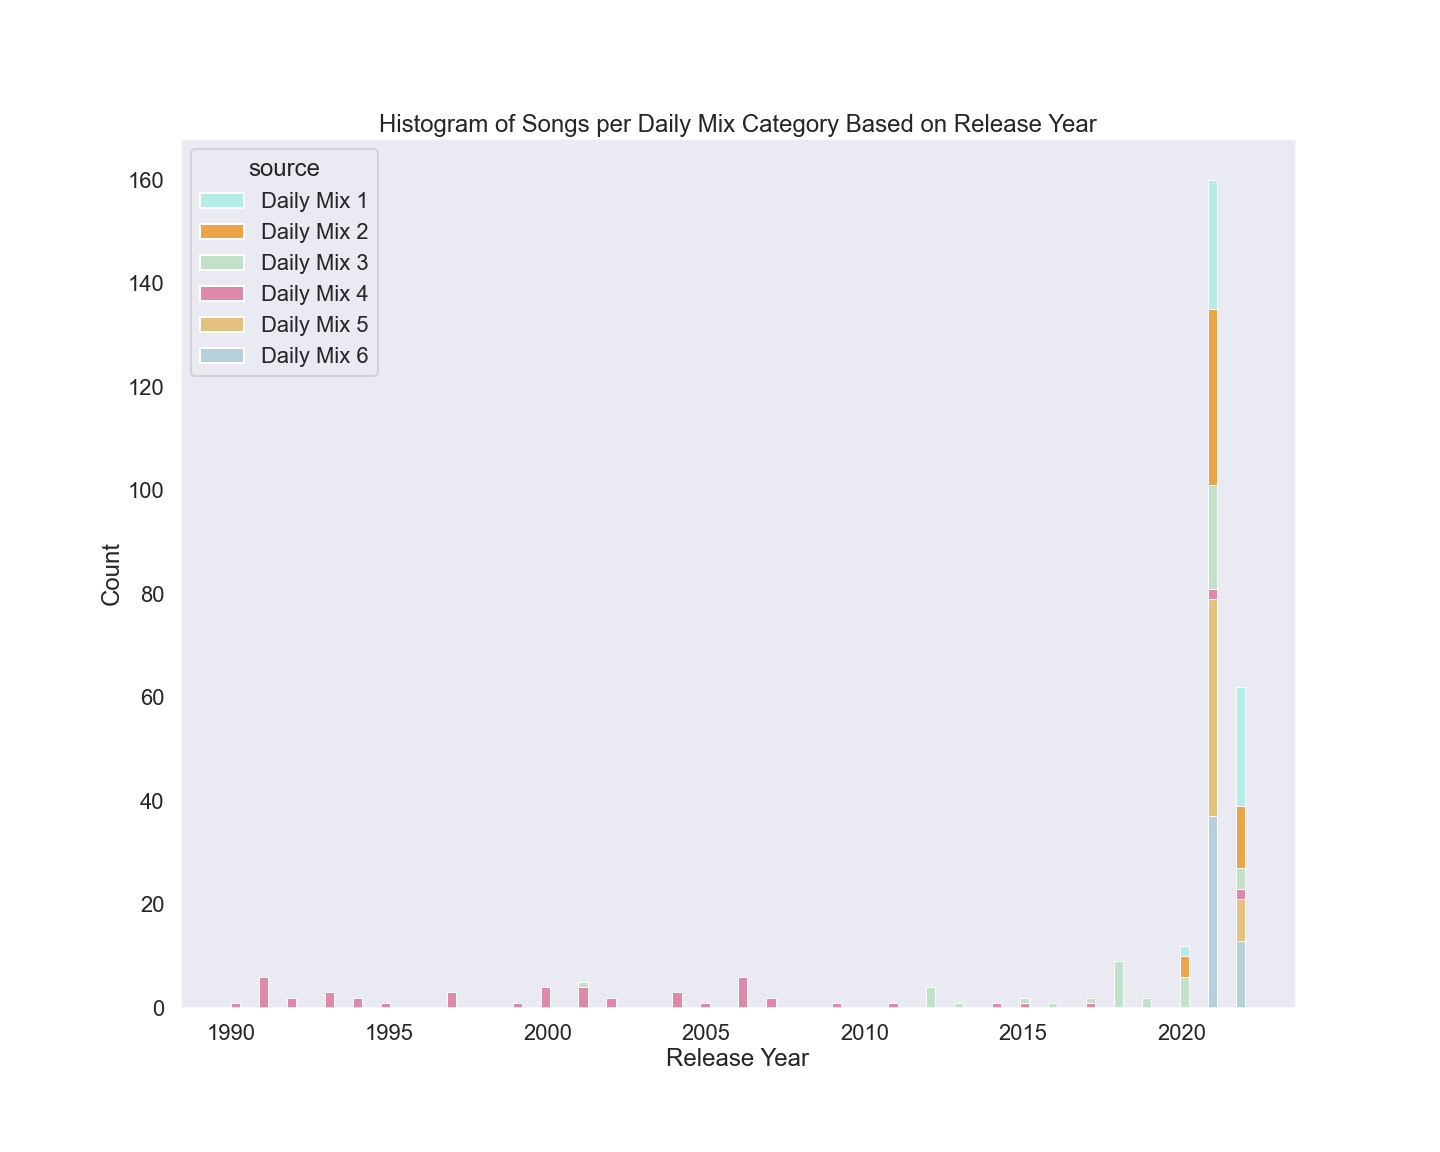 Histogram of Songs per Daily Mix Category Based on Release Year
source
Daily Mix 1
Daily Mix 2
Daily Mix 3
Daily Mix 4
Daily Mix 5
Daily Mix 6
160
140
120
100
80
60
40
20
0
Count
1990 1995 2000 2005 2010 2015 2020
Release Year